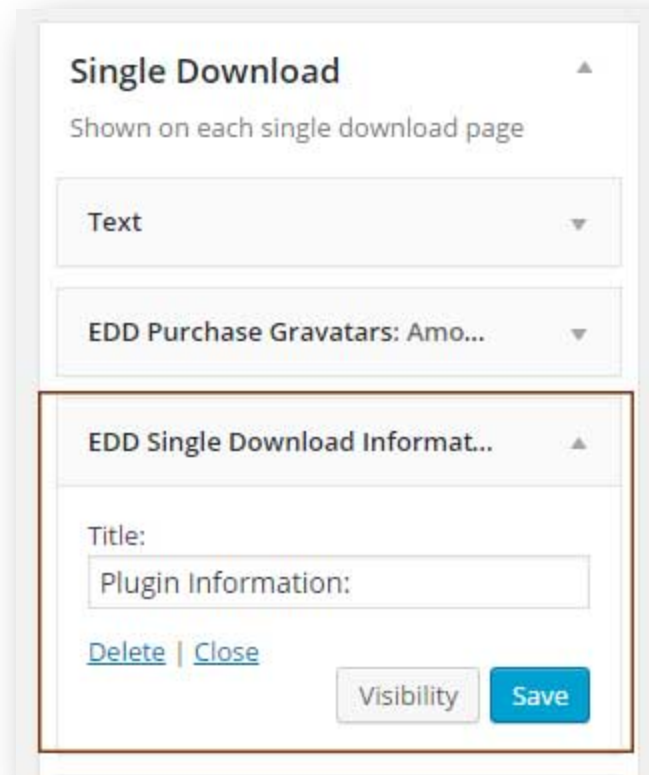 Single Download
Shown on each single download page
Text
EDD Purchase Gravatars: Amo...
EDD Single Download Informat...
Title:
Plugin Information:
Delete | Close
Visibility Save